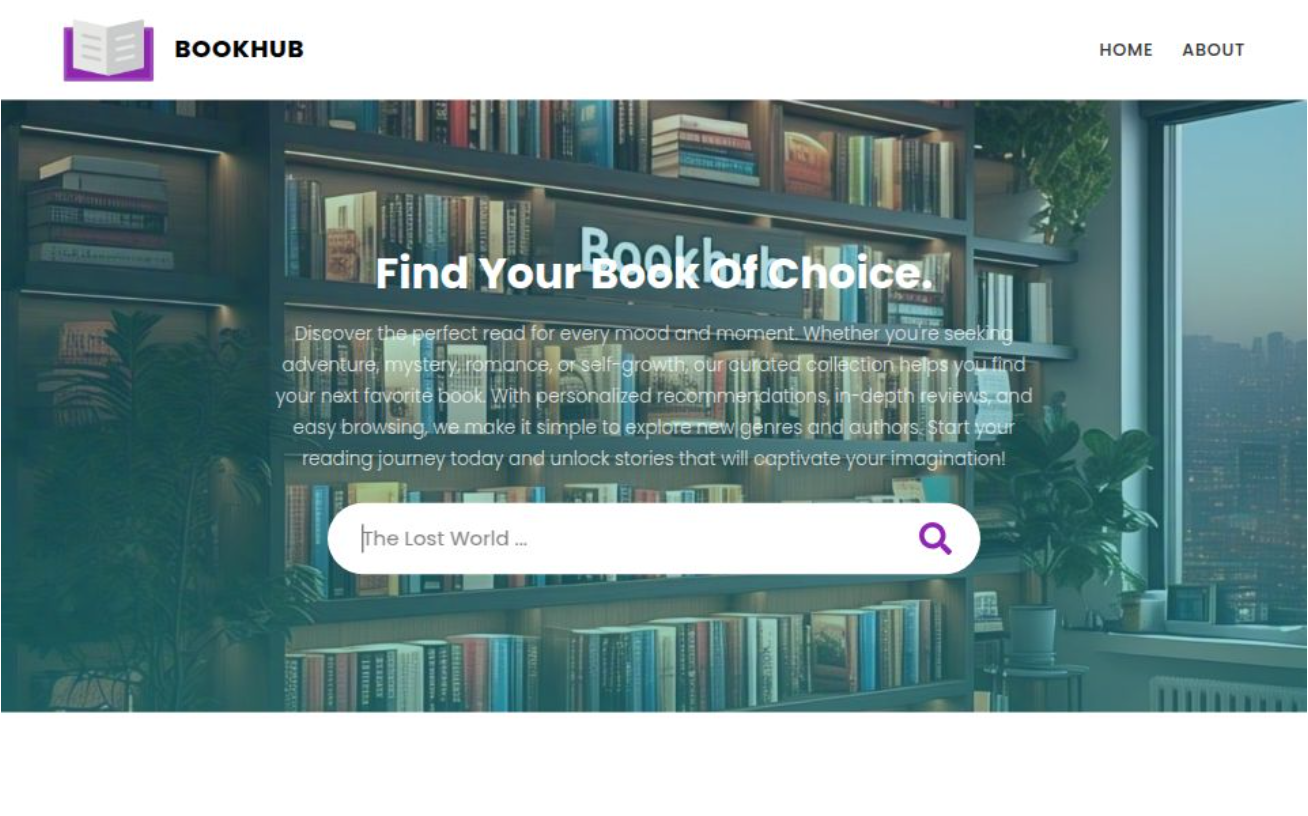 BOOKHUB
HOME ABOUT
Bookhub
Find Your Book Of Choice.
Discover the perfect read for every mood and moment. Whether you're seeking
adventure, mystery, romance, or self-growth, our curated collection helps you find
your next favorite book. With personalized recommendations, in-depth reviews, and
easy browsing, we make it simple to explore new genres and authors. Start your
reading journey today and unlock stories that will captivate your imagination!
The Lost World ...